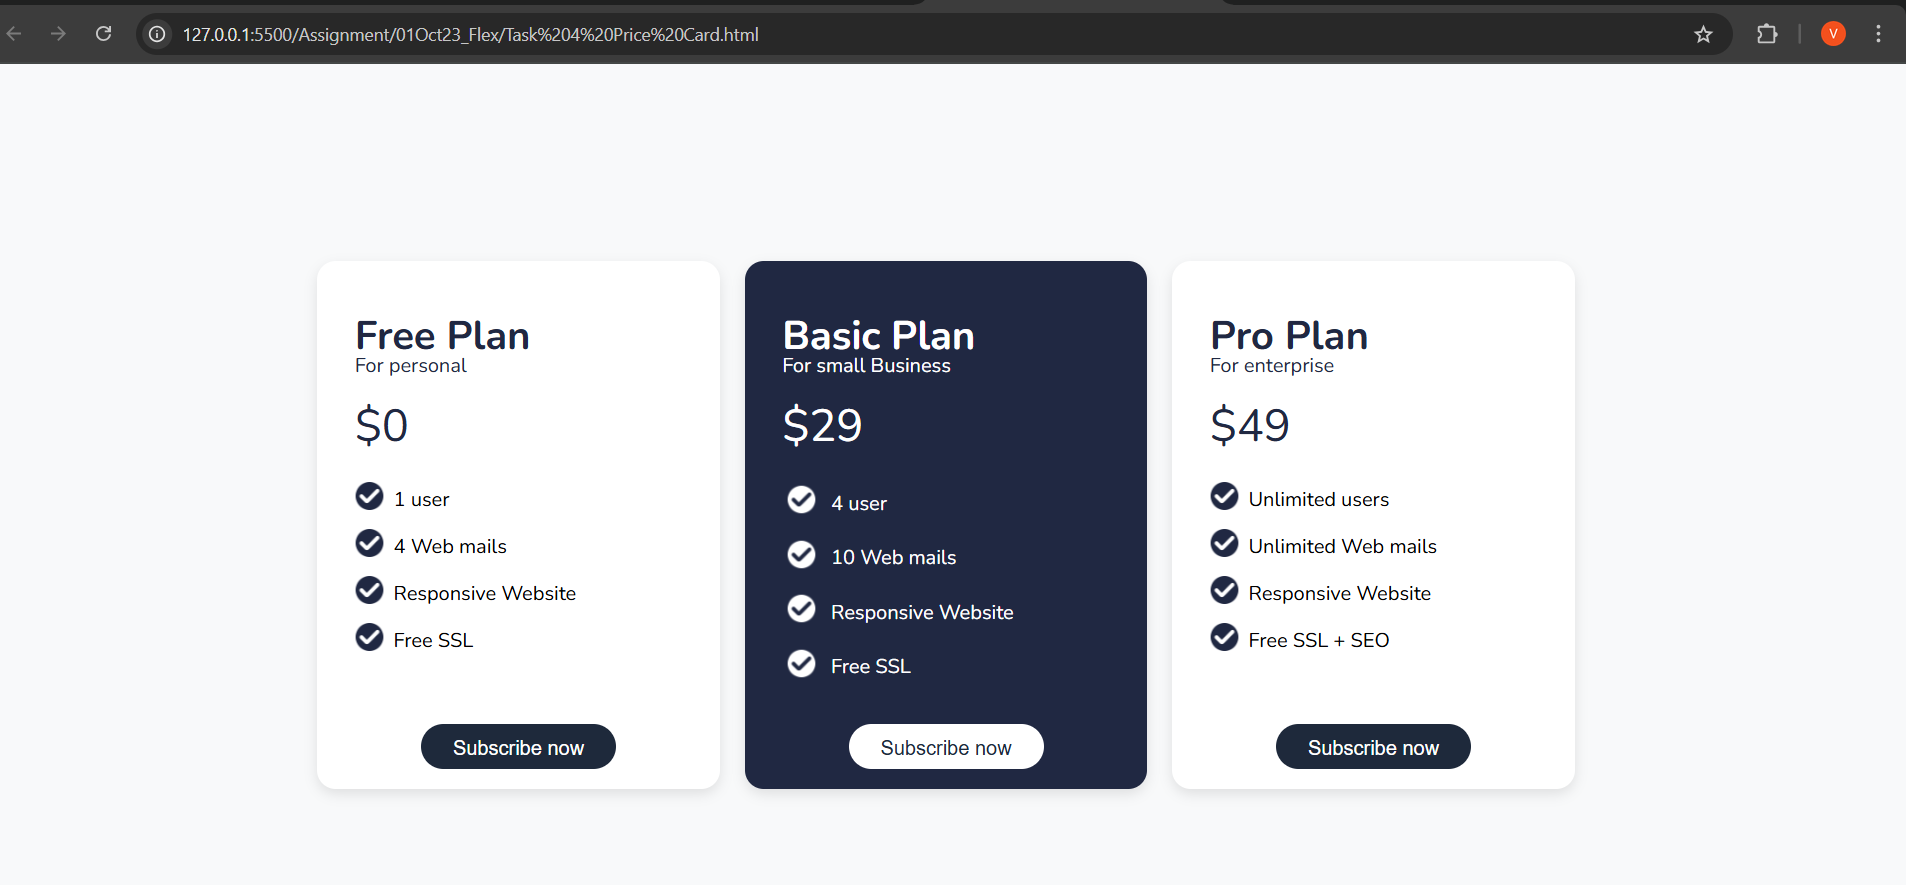 127.0.0.1:5500/Assignment/01Oct23_Flex/Task%204%20Price%20Card.html
V
Free Plan
For personal
$0
1 user
4 Web mails
Responsive Website
Free SSL
Subscribe now
Basic Plan
For small Business
$29
4 user
10 Web mails
Responsive Website
Free SSL
Subscribe now
Pro Plan
For enterprise
$49
Unlimited users
Unlimited Web mails
Responsive Website
Free SSL + SEO
Subscribe now